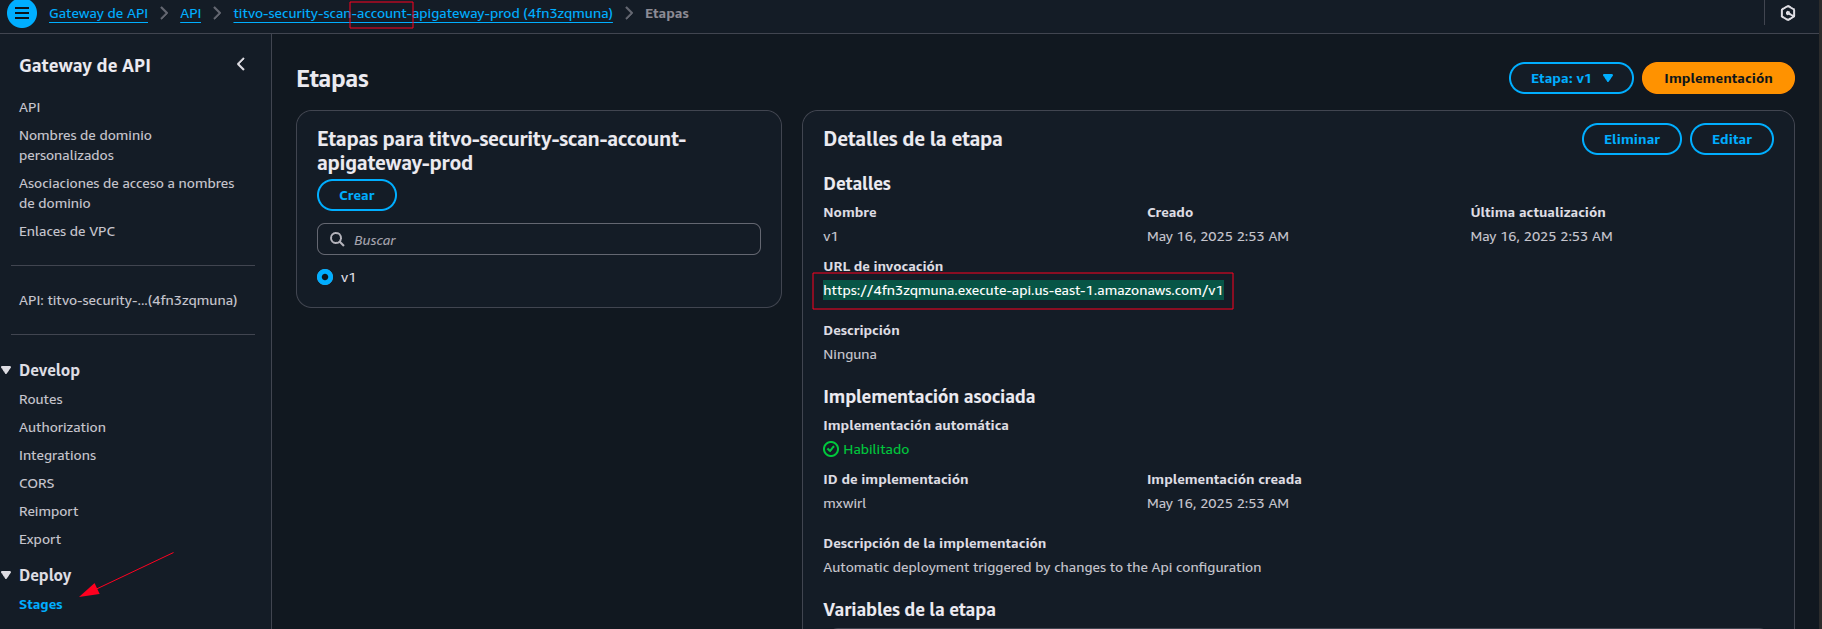 Gateway de API > API > titvo-security-scan-account-apigateway-prod (4fn3zqmuna) > Etapas
Gateway de API
API
Nombres de dominio
personalizados
Asociaciones de acceso a nombres
de dominio
Enlaces de VPC
API: titvo-security-...(4fn3zqmuna)
Develop
Routes
Authorization
Integrations
CORS
Reimport
Export
Deploy
Stages
Etapas
Etapa: v1
Implementación
Etapas para titvo-security-scan-account-
apigateway-prod
Crear
Buscar
v1
Detalles de la etapa
Eliminar
Editar
Detalles
Nombre
v1
Creado
May 16, 2025 2:53 AM
Última actualización
May 16, 2025 2:53 AM
URL de invocación
https://4fn3zqmuna.execute-api.us-east-1.amazonaws.com/v1
Descripción
Ninguna
Implementación asociada
Implementación automática
Habilitado
ID de implementación
mxwirl
Implementación creada
May 16, 2025 2:53 AM
Descripción de la implementación
Automatic deployment triggered by changes to the Api configuration
Variables de la etapa